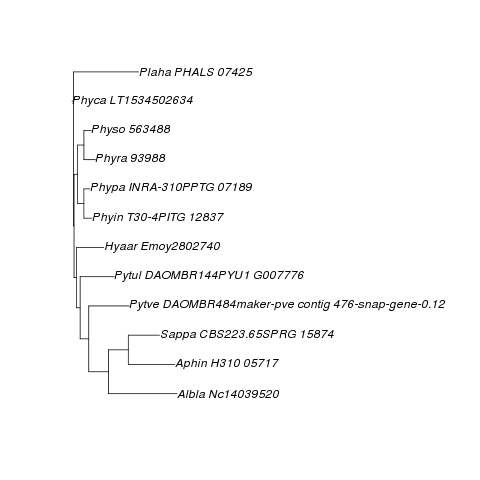 Plaha PHALS 07425
Phyca LT1534502634
Physo 563488
Phyra 93988
Phypa INRA-310PPTG 07189
Phyin T30-4PITG 12837
Hyaar Emoy2802740
Pytul DAOMBR144PYU1 G007776
Pytve DAOMBR484maker-pve contig 476-snap-gene-0.12
Sappa CBS223.65SPRG 15874
Aphin H310 05717
Albla Nc14039520